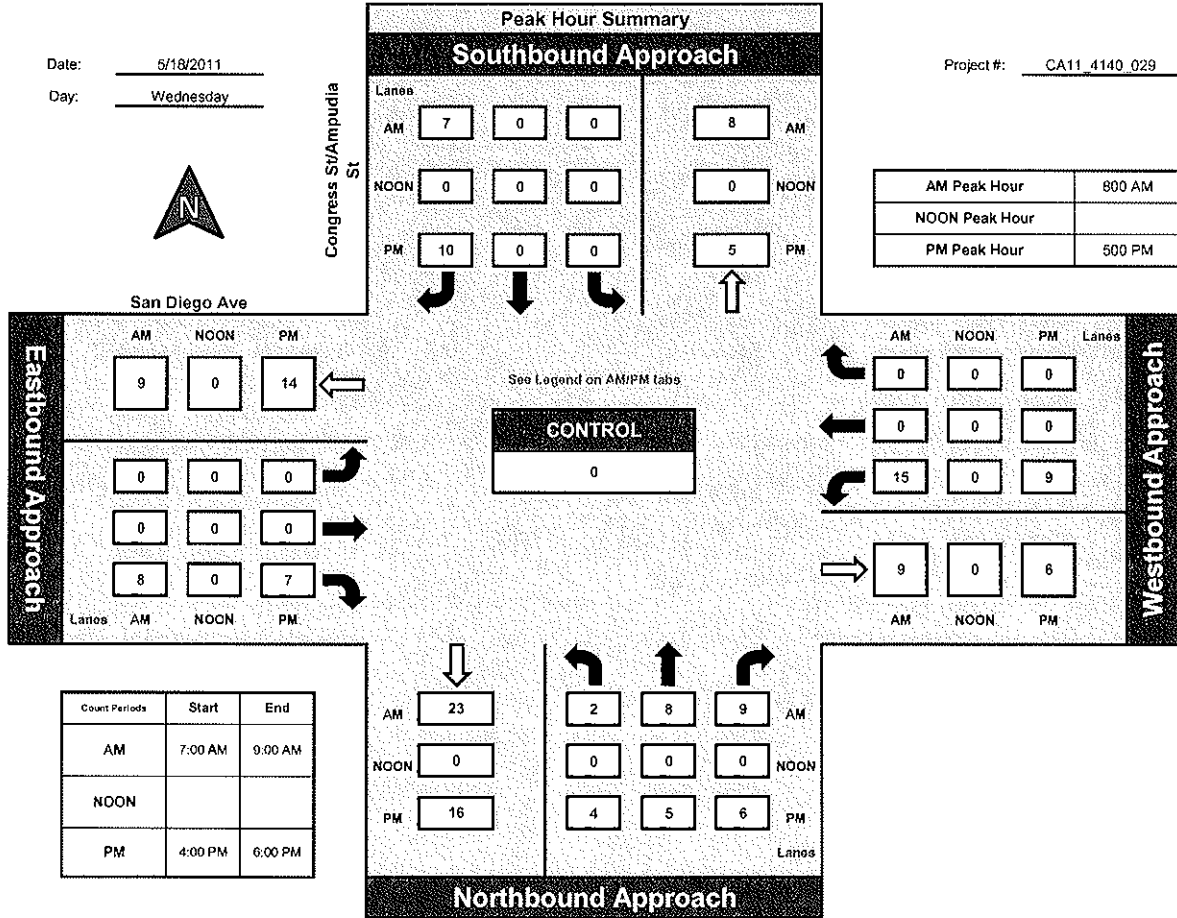 Peak Hour Summary
Southbound Approach
Date: 5/18/2011
Day: Wednesday
Project #: CA11_4140_029
N
Congress St/Ampudia
St
Lanes
AM 7 0 0 8 AM
NOON 0 0 0 0 NOON
PM 10 0 0 5 PM
AM Peak Hour 800 AM
NOON Peak Hour
PM Peak Hour 500 PM
San Diego Ave
Eastbound Approach
AM NOON PM
9 0 14
0 0 0
0 0 0
8 0 7
Lanes AM NOON PM
See Legend on AM/PM tabs
CONTROL
0
AM NOON PM Lanes
0 0 0
0 0 0
15 0 9
9 0 6
AM NOON PM
Westbound Approach
Count Periods Start End
AM 7:00 AM 9:00 AM
NOON
PM 4:00 PM 6:00 PM
AM 23 2 8 9 AM
NOON 0 0 0 0 NOON
PM 16 4 5 6 PM
Lanes
Northbound Approach